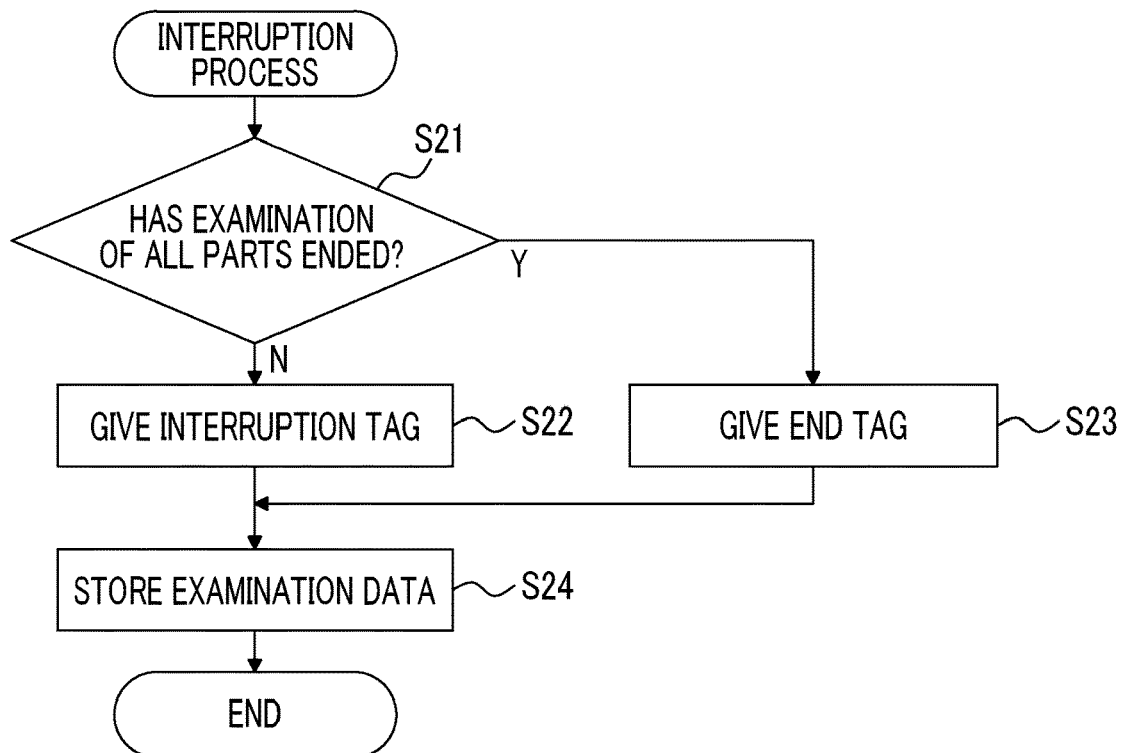 INTERRUPTION
PROCESS
S21
HAS EXAMINATION
OF ALL PARTS ENDED?
Y
N
GIVE INTERRUPTION TAG
S22
GIVE END TAG
S23
STORE EXAMINATION DATA
S24
END